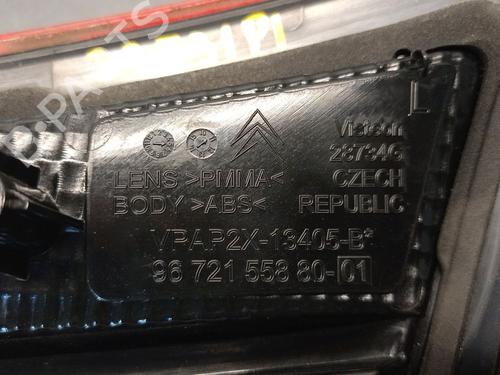 L
Visteon
287346
LENS >PMMA< CZECH
BODY >ABS< REPUBLIC
VPAP2X-13405-B*
96 721 558 80-01